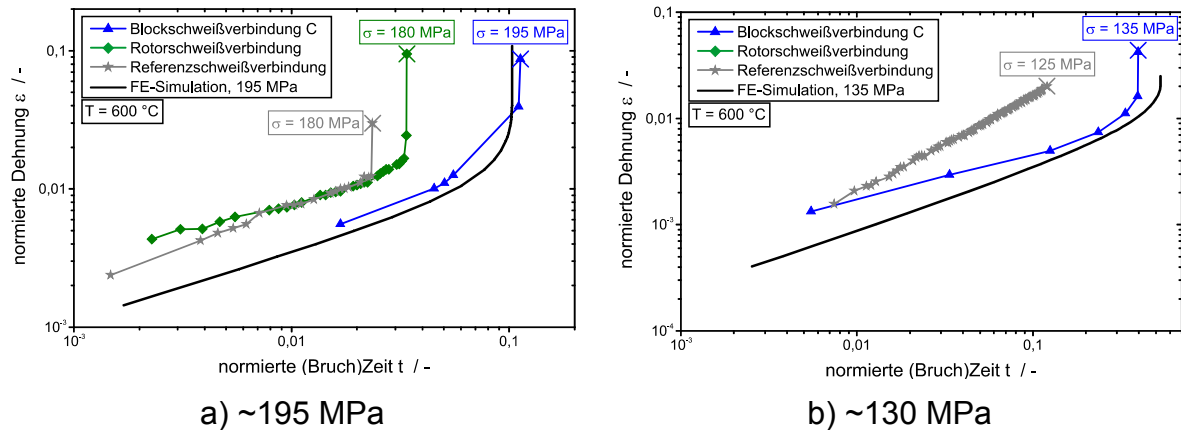 normierte Dehnung ε / -
0,1
0,01
10⁻³
Blockschweißverbindung C
Rotorschweißverbindung
Referenzschweißverbindung
FE-Simulation, 195 MPa
T = 600 °C
σ = 180 MPa
σ = 195 MPa
σ = 180 MPa
10⁻³
0,01
0,1
normierte (Bruch)Zeit t / -
a) ~195 MPa
normierte Dehnung ε / -
0,1
0,01
10⁻³
10⁻⁴
Blockschweißverbindung C
Rotorschweißverbindung
Referenzschweißverbindung
FE-Simulation, 135 MPa
T = 600 °C
σ = 135 MPa
σ = 125 MPa
10⁻³
0,01
0,1
normierte (Bruch)Zeit t / -
b) ~130 MPa